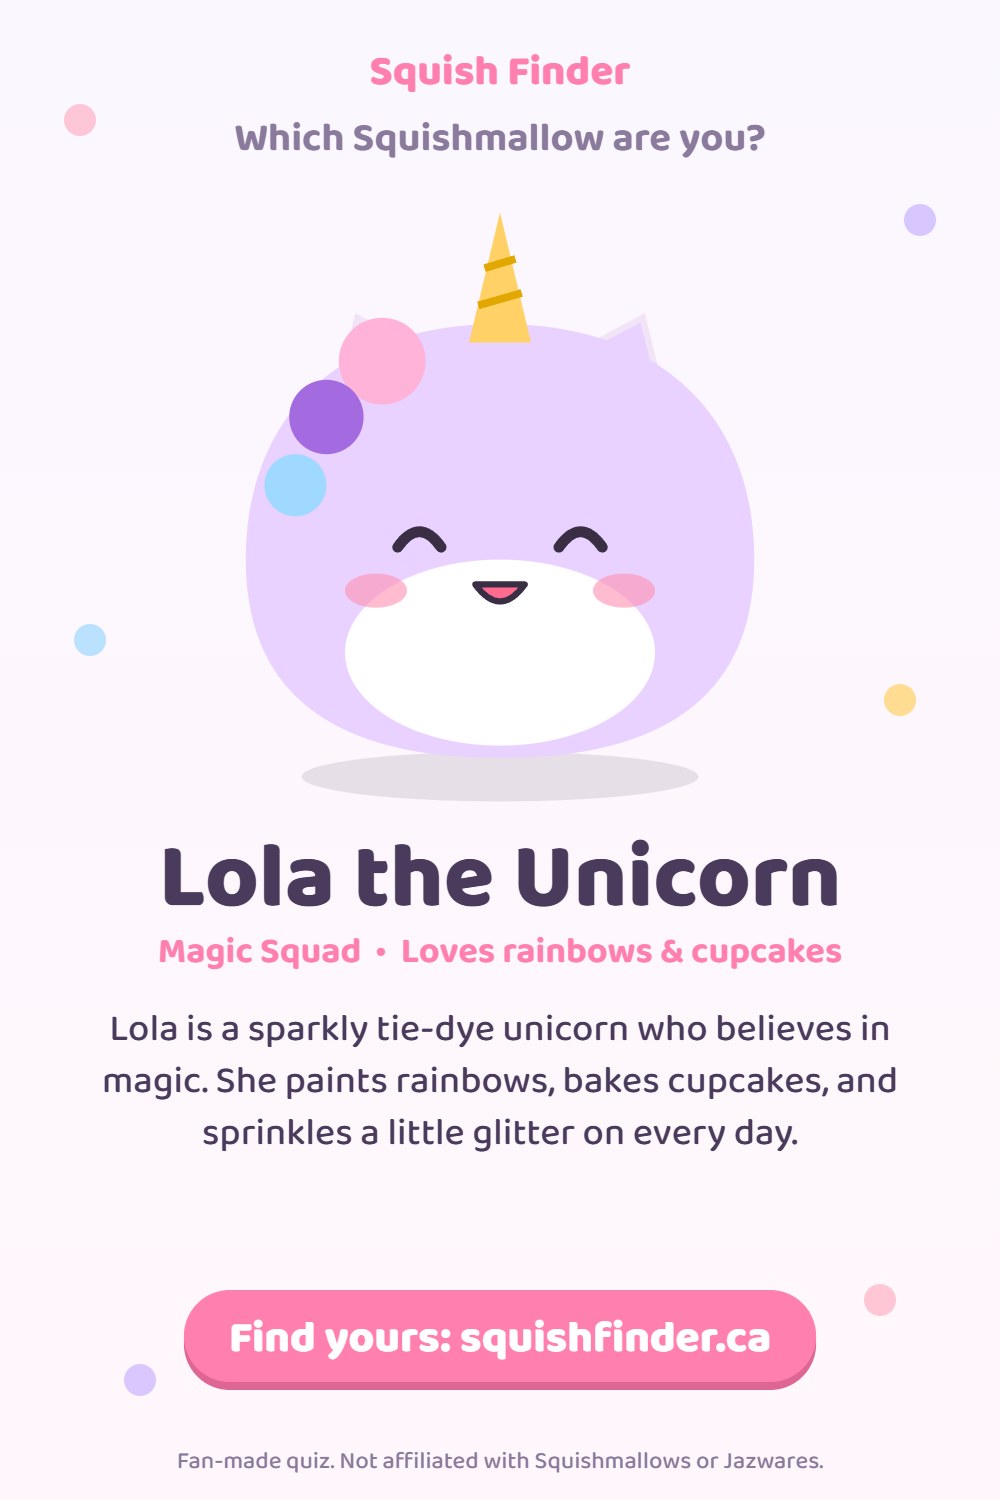 Squish Finder
Which Squishmallow are you?
Lola the Unicorn
Magic Squad • Loves rainbows & cupcakes
Lola is a sparkly tie-dye unicorn who believes in
magic. She paints rainbows, bakes cupcakes, and
sprinkles a little glitter on every day.
Find yours: squishfinder.ca
Fan-made quiz. Not affiliated with Squishmallows or Jazwares.